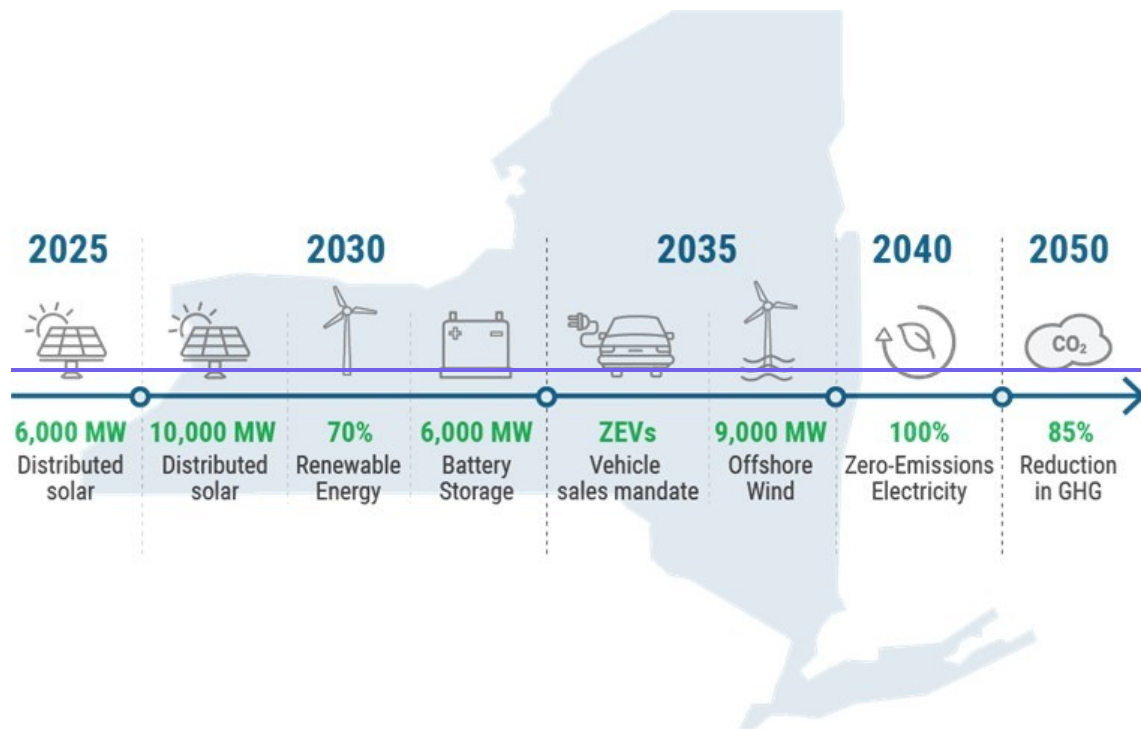 2025
2030
2035
2040
2050
CO₂
6,000 MW
Distributed
solar
10,000 MW
Distributed
solar
70%
Renewable
Energy
6,000 MW
Battery
Storage
ZEVs
Vehicle
sales mandate
9,000 MW
Offshore
Wind
100%
Zero-Emissions
Electricity
85%
Reduction
in GHG